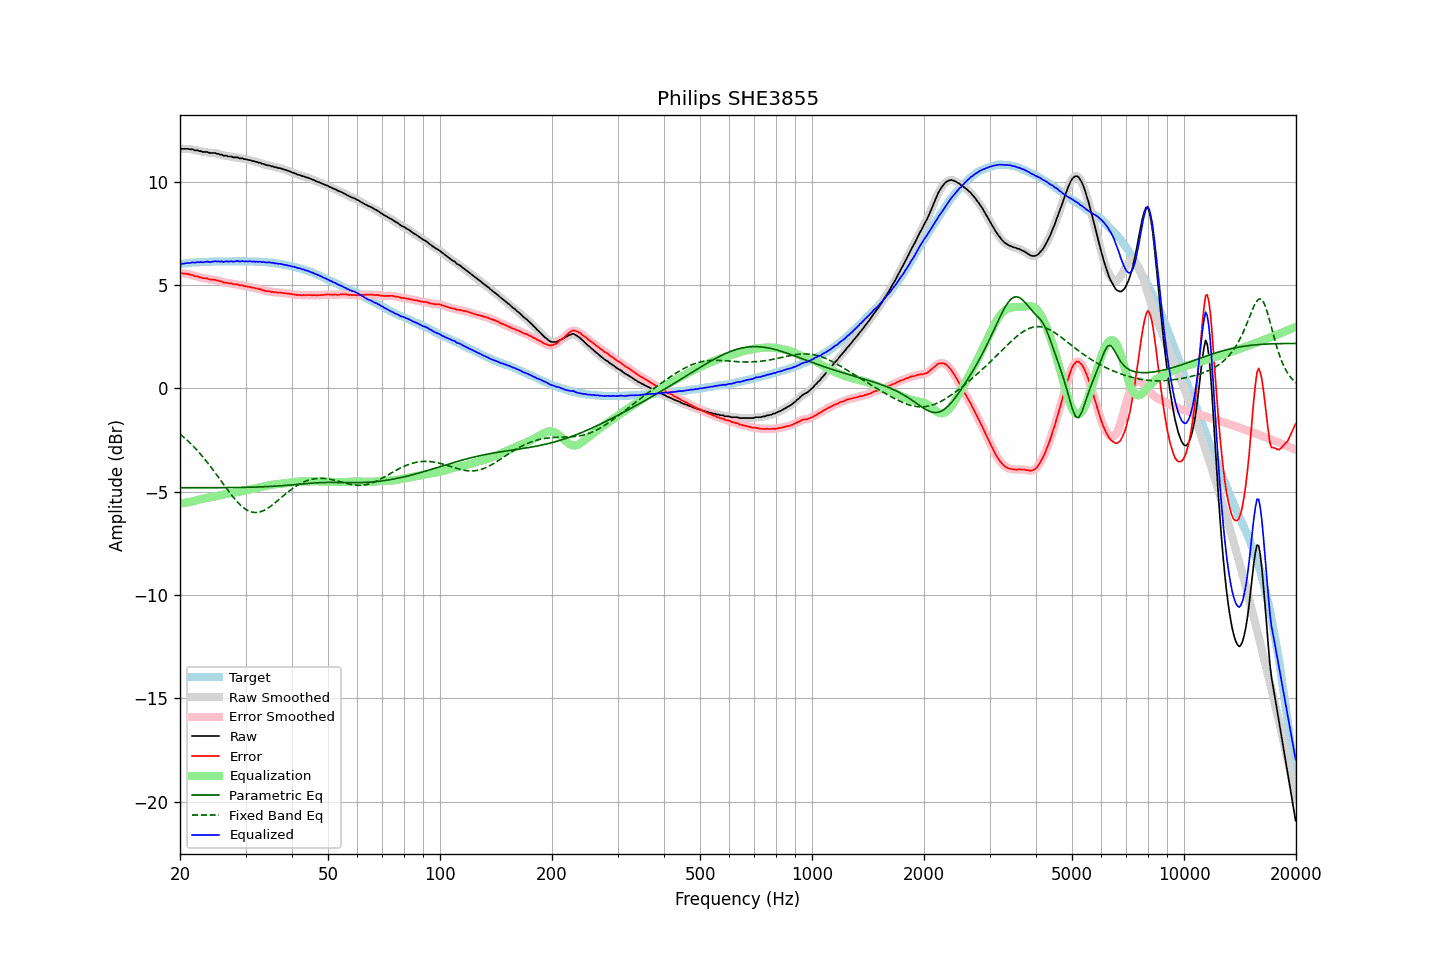 Philips SHE3855
Amplitude (dBr)
10
5
0
−5
−10
−15
−20
Target
Raw Smoothed
Error Smoothed
Raw
Error
Equalization
Parametric Eq
Fixed Band Eq
Equalized
20 50 100 200 500 1000 2000 5000 10000 20000
Frequency (Hz)